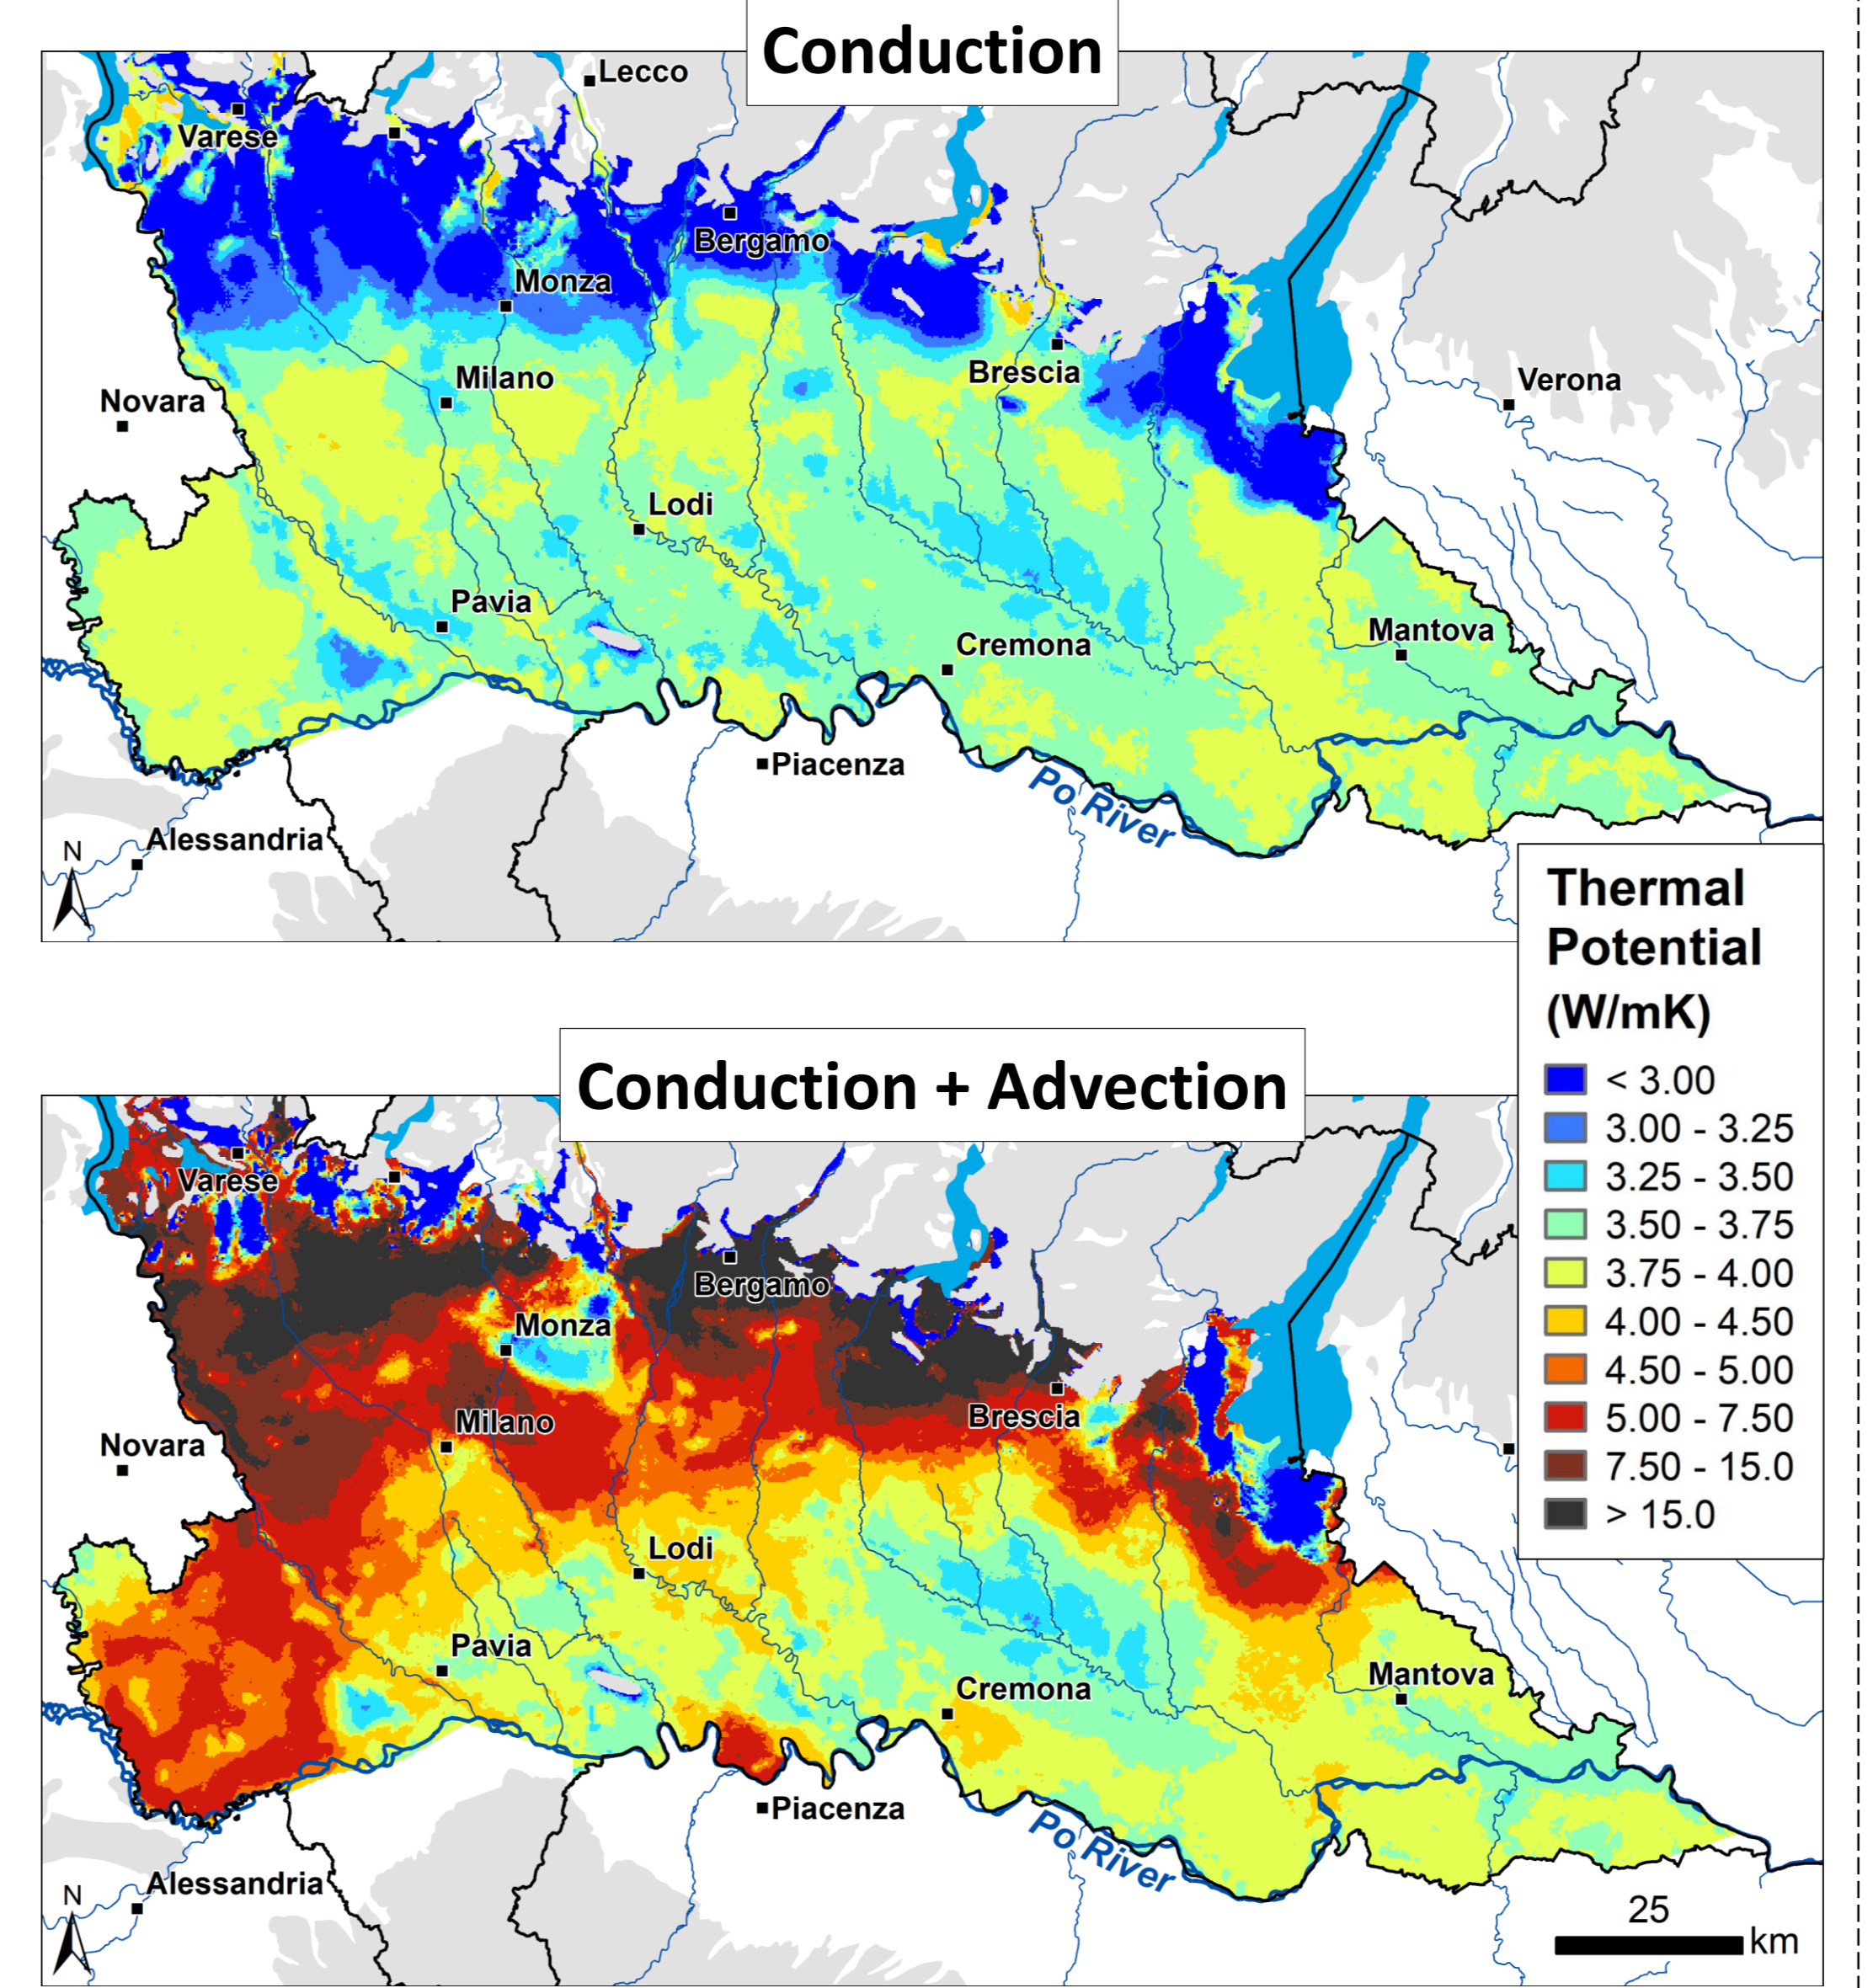 Conduction
Lecco
Varese
Bergamo
Monza
Milano
Brescia
Verona
Novara
Lodi
Pavia
Cremona
Mantova
Piacenza
Po River
Alessandria
N
Thermal
Potential
(W/mK)
< 3.00
3.00 - 3.25
3.25 - 3.50
3.50 - 3.75
3.75 - 4.00
4.00 - 4.50
4.50 - 5.00
5.00 - 7.50
7.50 - 15.0
> 15.0
Conduction + Advection
Varese
Bergamo
Monza
Milano
Brescia
Novara
Lodi
Pavia
Cremona
Mantova
Piacenza
Po River
Alessandria
N
25
km